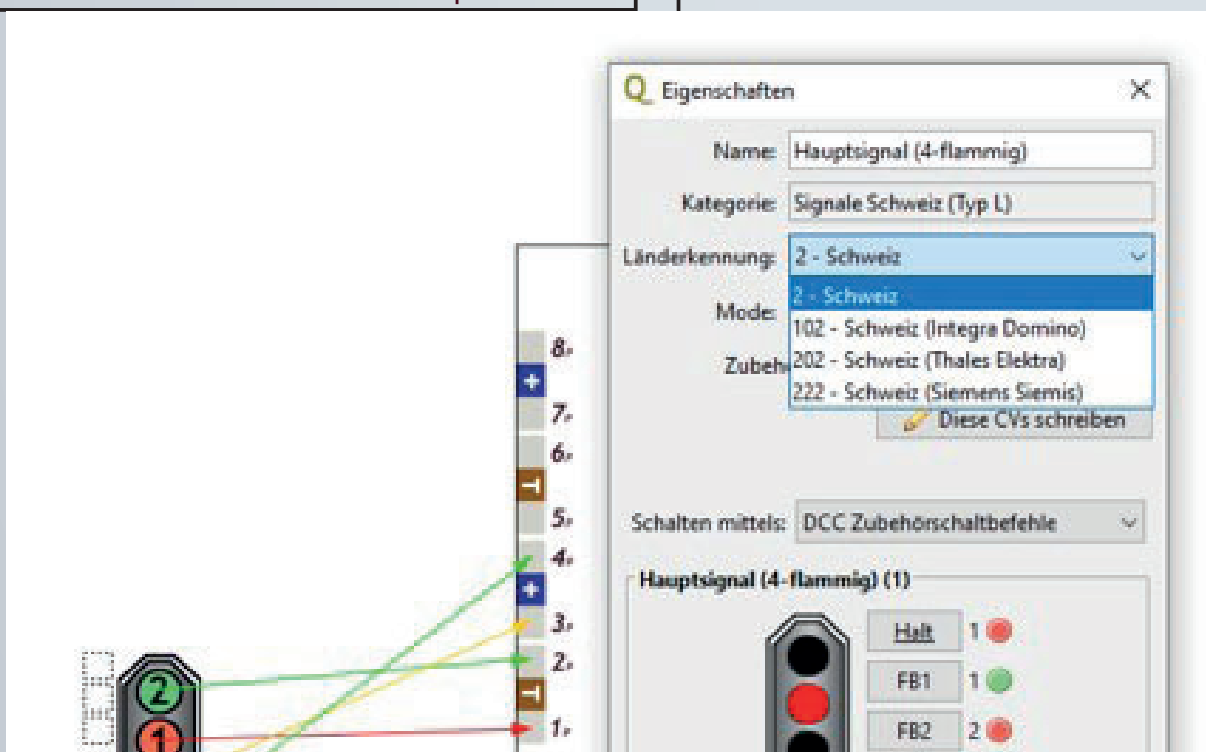 Eigenschaften
Name: Hauptsignal (4-flammig)
Kategorie: Signale Schweiz (Typ L)
Länderkennung: 2 - Schweiz
2 - Schweiz
Mode:
102 - Schweiz (Integra Domino)
Zubeh
202 - Schweiz (Thales Elektra)
222 - Schweiz (Siemens Siemis)
Diese CVs schreiben
Schalten mittels: DCC Zubehörschaltbefehle
Hauptsignal (4-flammig) (1)
Halt 1
FB1 1
FB2 2
8
+
7
6
T
5
4
+
3
2
T
1
2
1